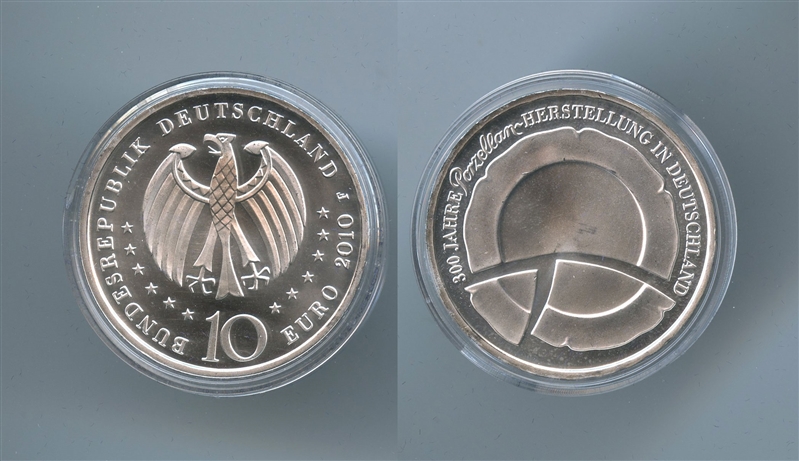 BUNDESREPUBLIK DEUTSCHLAND F
10 EURO 2010
300 JAHRE Porzellan-HERSTELLUNG IN DEUTSCHLAND